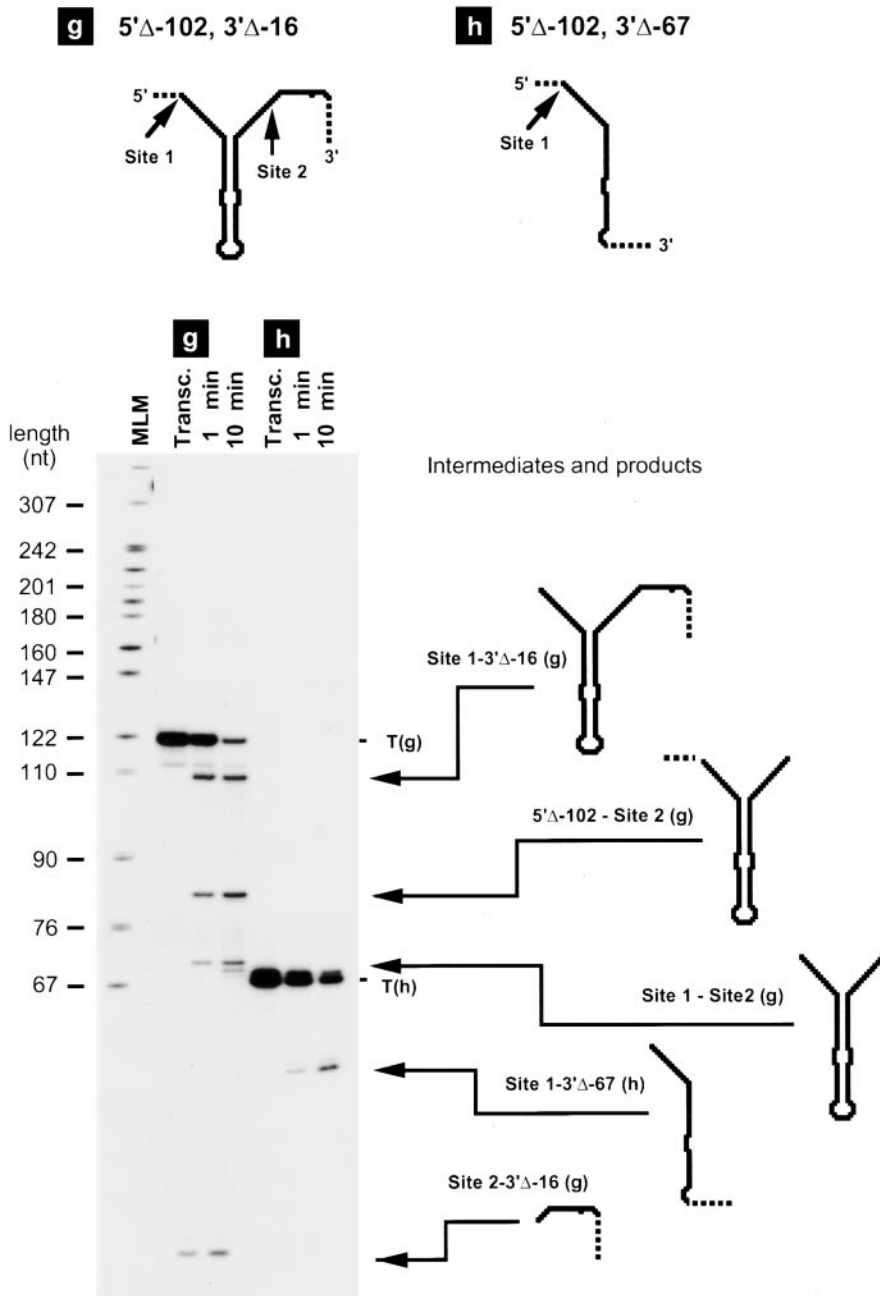 g 5'Δ-102, 3'Δ-16
h 5'Δ-102, 3'Δ-67
5'
Site 1
Site 2
3'
5'
Site 1
3'
g
h
length
(nt)
MLM
Transc.
1 min
10 min
Transc.
1 min
10 min
Intermediates and products
307
242
201
180
160
147
122
110
90
76
67
T(g)
T(h)
Site 1-3'Δ-16 (g)
5'Δ-102 - Site 2 (g)
Site 1 - Site2 (g)
Site 1-3'Δ-67 (h)
Site 2-3'Δ-16 (g)